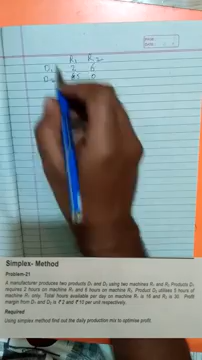 R₁ R₂
D₁ 2 6
D₂ 5 0
Simplex- Method
Problem-21
A manufacturer produces two products D₁ and D₂ using two machines R₁ and R₂ Products D₁
requires 2 hours on machine R₁ and 6 hours on machine R₂. Product D₂ utilises 5 hours
of machine R₁ only. Total hours available per day on machine R₁ is 16 and R₂ is 30. Profit
margin from D₁ and D₂ is ₹ 2 and ₹ 10 per unit respectively.
Required
Using simplex method find out the daily production mix to optimise profit.